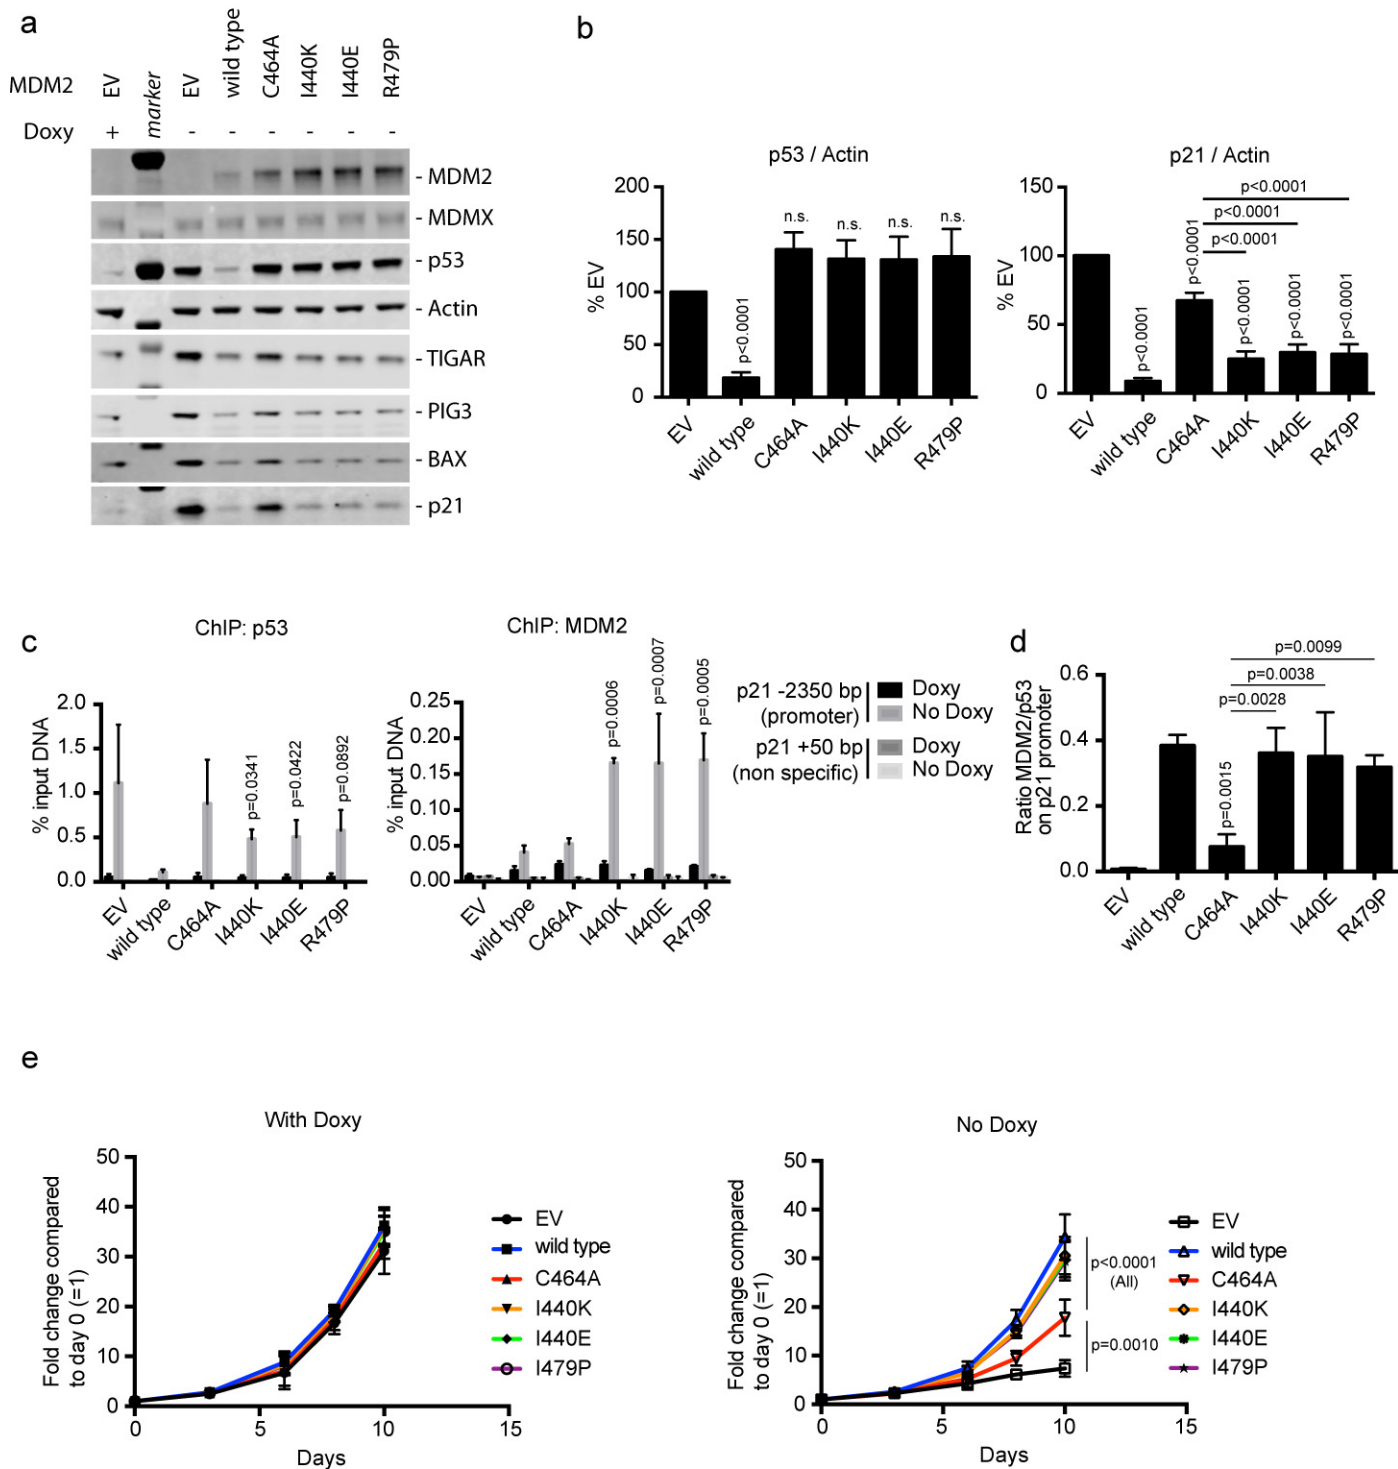 a
MDM2 EV marker EV wild type C464A I440K I440E R479P
Doxy + - - - - - -
- MDM2
- MDMX
- p53
- Actin
- TIGAR
- PIG3
- BAX
- p21
b
p53 / Actin
% EV
200
150
100
50
0
p<0.0001
n.s.
n.s.
n.s.
n.s.
EV
wild type
C464A
I440K
I440E
R479P
p21 / Actin
% EV
150
100
50
0
p<0.0001
p<0.0001
p<0.0001
p<0.0001
p<0.0001
p<0.0001
p<0.0001
p<0.0001
EV
wild type
C464A
I440K
I440E
R479P
c
ChIP: p53
% input DNA
2.0
1.5
1.0
0.5
0.0
p=0.0341
p=0.0422
p=0.0892
EV
wild type
C464A
I440K
I440E
R479P
ChIP: MDM2
% input DNA
0.25
0.20
0.15
0.10
0.05
0.00
p=0.0006
p=0.0007
p=0.0005
EV
wild type
C464A
I440K
I440E
R479P
p21 -2350 bp
(promoter)
Doxy
No Doxy
p21 +50 bp
(non specific)
Doxy
No Doxy
d
Ratio MDM2/p53
on p21 promoter
0.6
0.4
0.2
0.0
p=0.0099
p=0.0038
p=0.0028
p=0.0015
EV
wild type
C464A
I440K
I440E
R479P
e
With Doxy
Fold change compared
to day 0 (=1)
50
40
30
20
10
0
0 5 10 15
Days
EV
wild type
C464A
I440K
I440E
I479P
No Doxy
Fold change compared
to day 0 (=1)
50
40
30
20
10
0
0 5 10 15
Days
p<0.0001
(All)
p=0.0010
EV
wild type
C464A
I440K
I440E
I479P